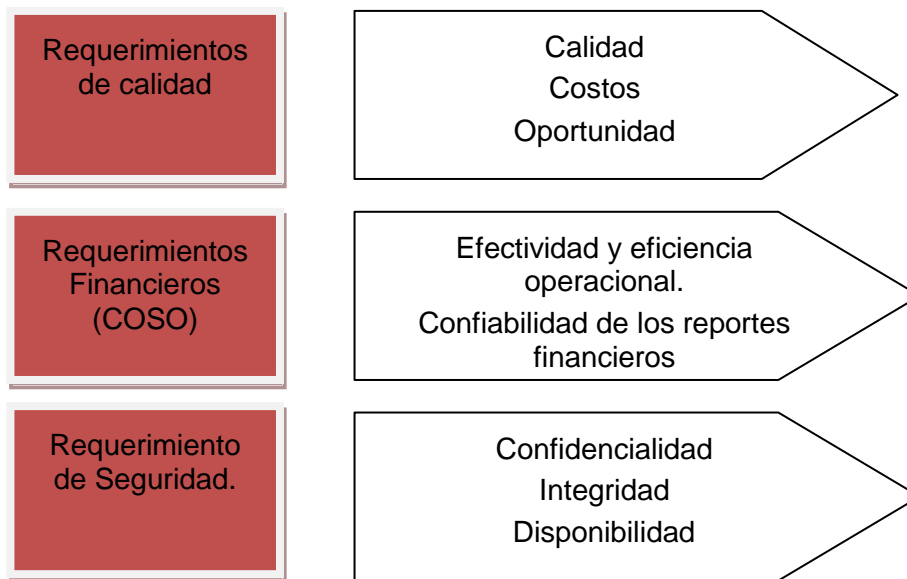 Requerimientos
de calidad
Calidad
Costos
Oportunidad
Requerimientos
Financieros
(COSO)
Efectividad y eficiencia
operacional.
Confiabilidad de los reportes
financieros
Requerimiento
de Seguridad.
Confidencialidad
Integridad
Disponibilidad